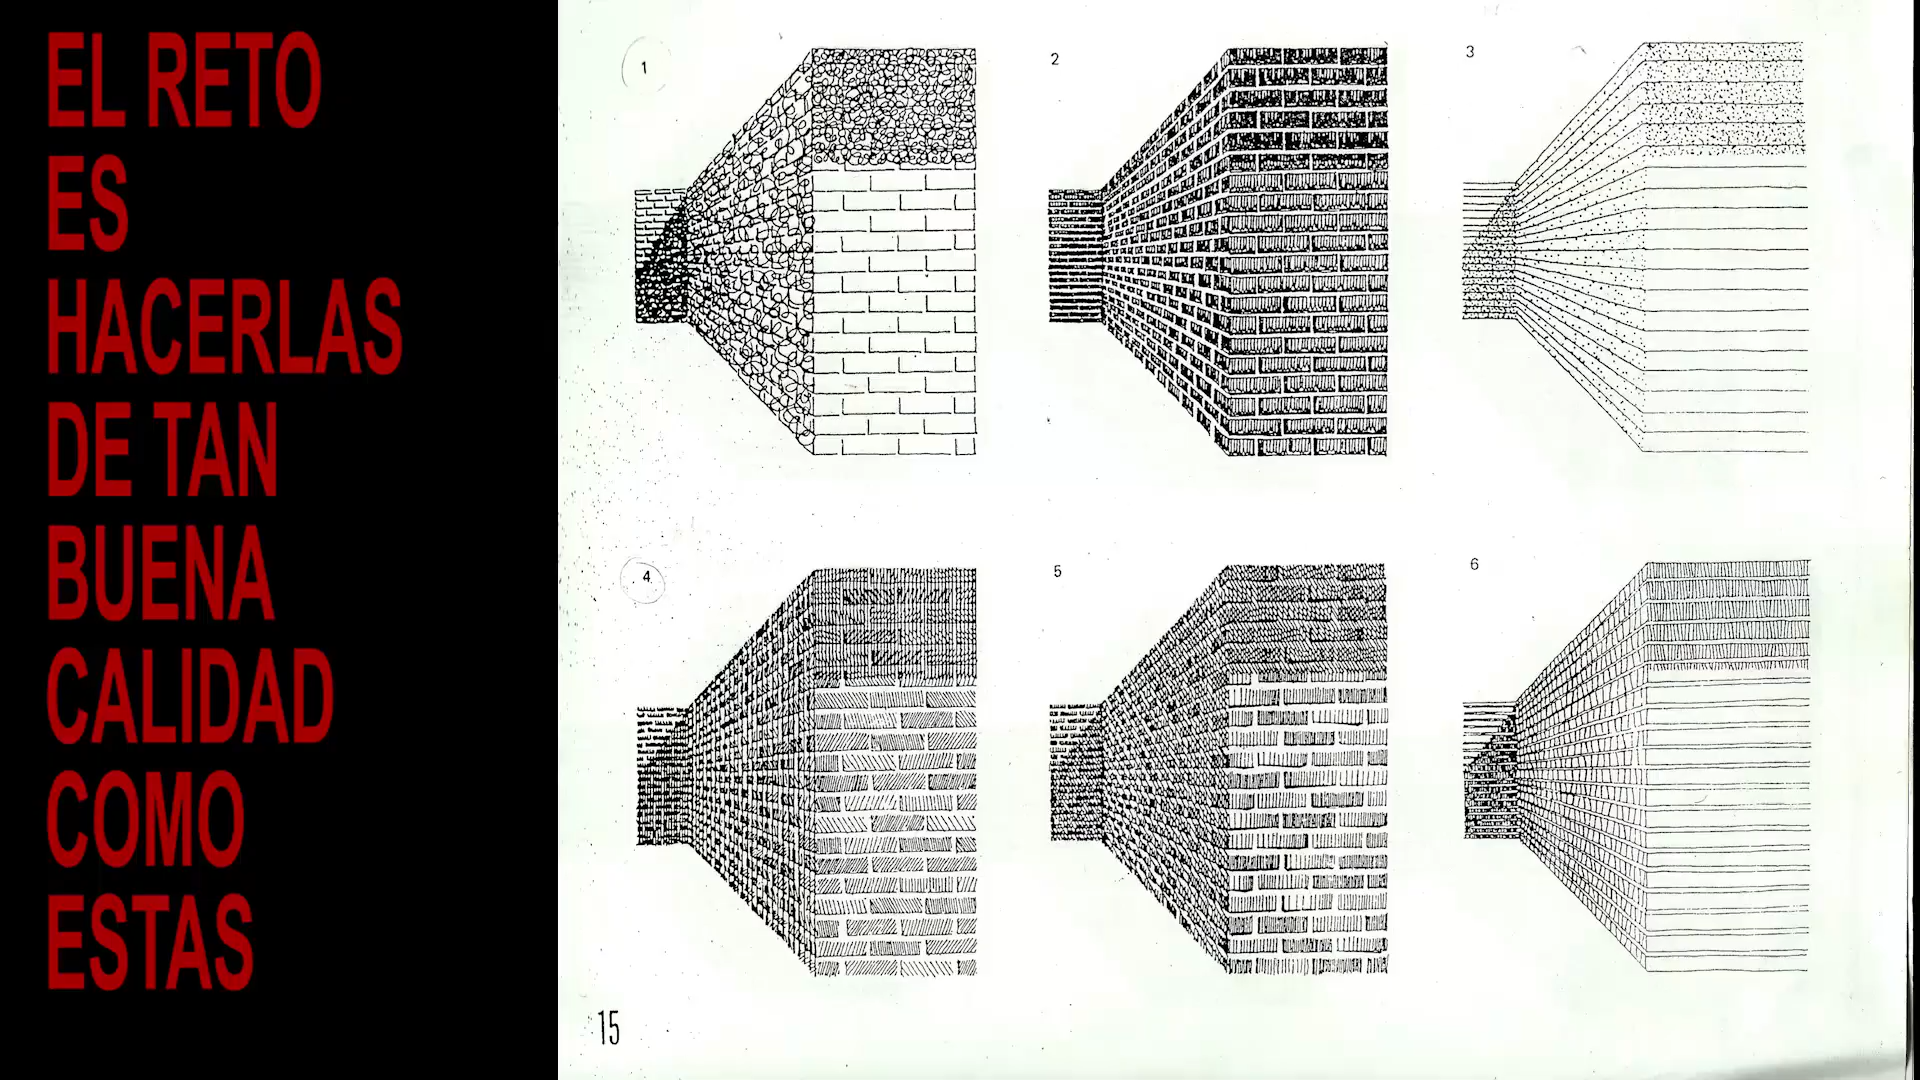 EL RETO
ES
HACERLAS
DE TAN
BUENA
CALIDAD
COMO
ESTAS
1
2
3
4
5
6
15